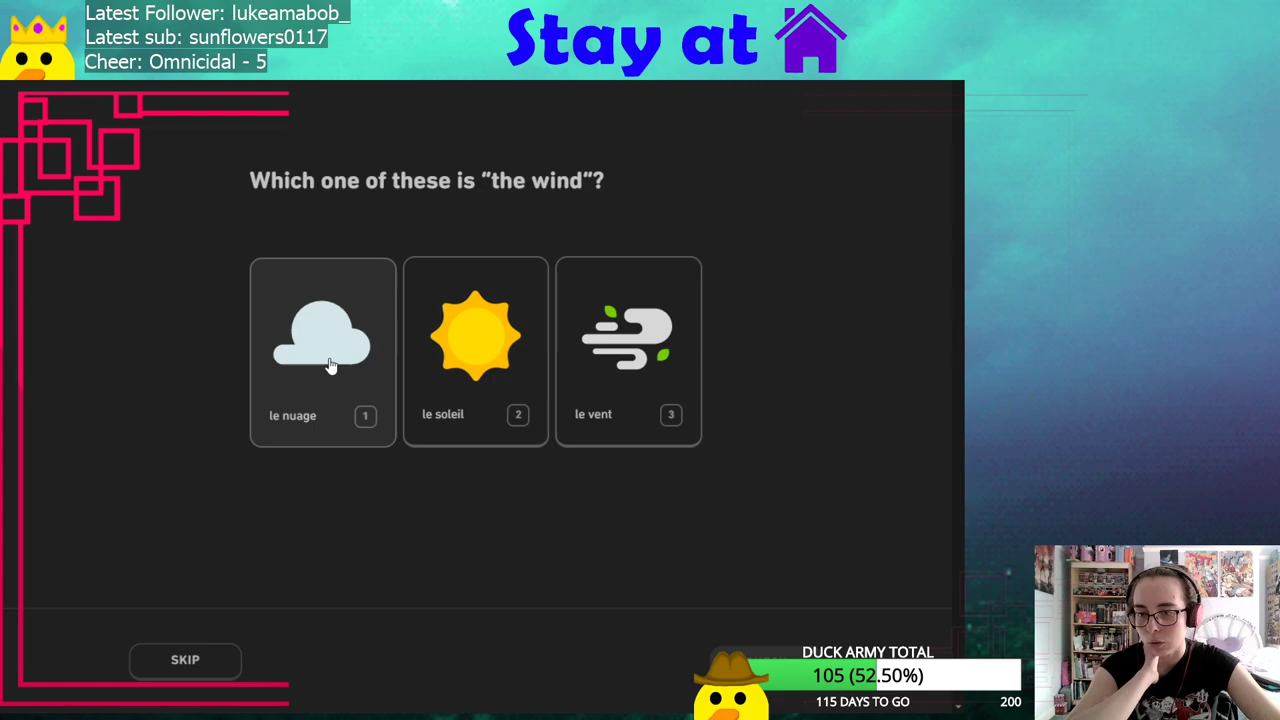 Latest Follower: lukeamabob_
Latest sub: sunflowers0117
Cheer: Omnicidal - 5
Stay at
Which one of these is “the wind”?
le nuage 1
le soleil 2
le vent 3
SKIP
DUCK ARMY TOTAL
105 (52.50%)
115 DAYS TO GO 200